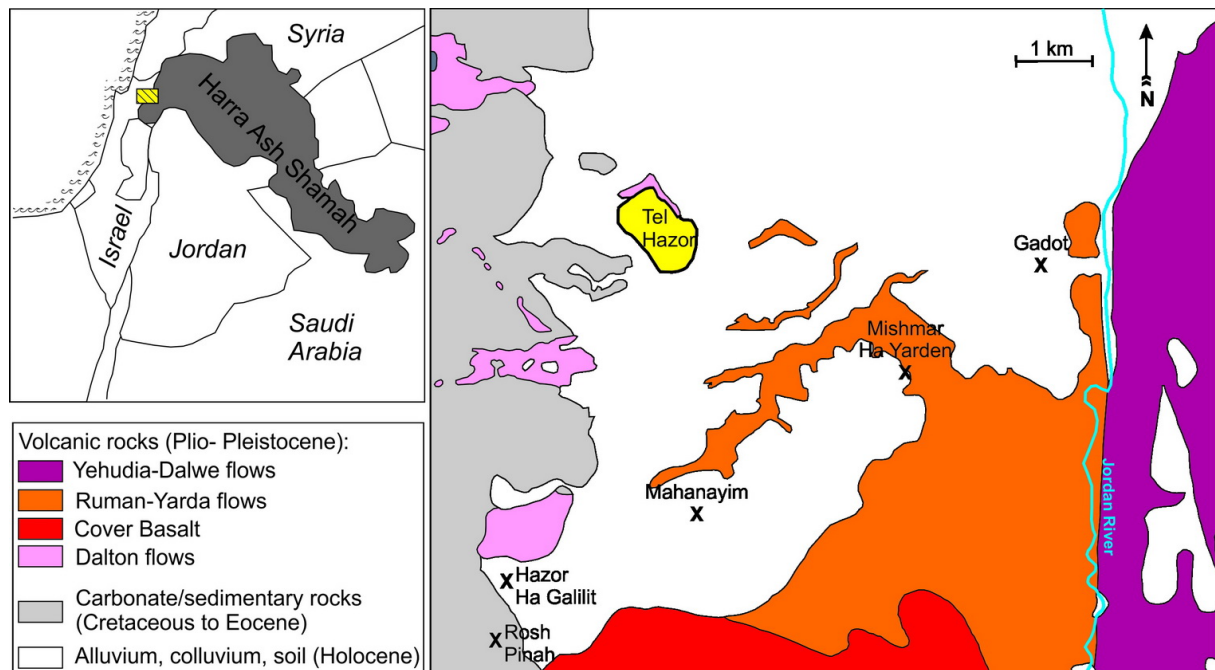 Syria
Harra Ash Shamah
Israel
Jordan
Saudi
Arabia
Volcanic rocks (Plio- Pleistocene):
Yehudia-Dalwe flows
Ruman-Yarda flows
Cover Basalt
Dalton flows
Carbonate/sedimentary rocks
(Cretaceous to Eocene)
Alluvium, colluvium, soil (Holocene)
1 km
N
Tel
Hazor
Gadot
X
Mishmar
Ha Yarden
X
Mahanayim
X
Jordan River
X Hazor
Ha Galilit
X Rosh
Pinah